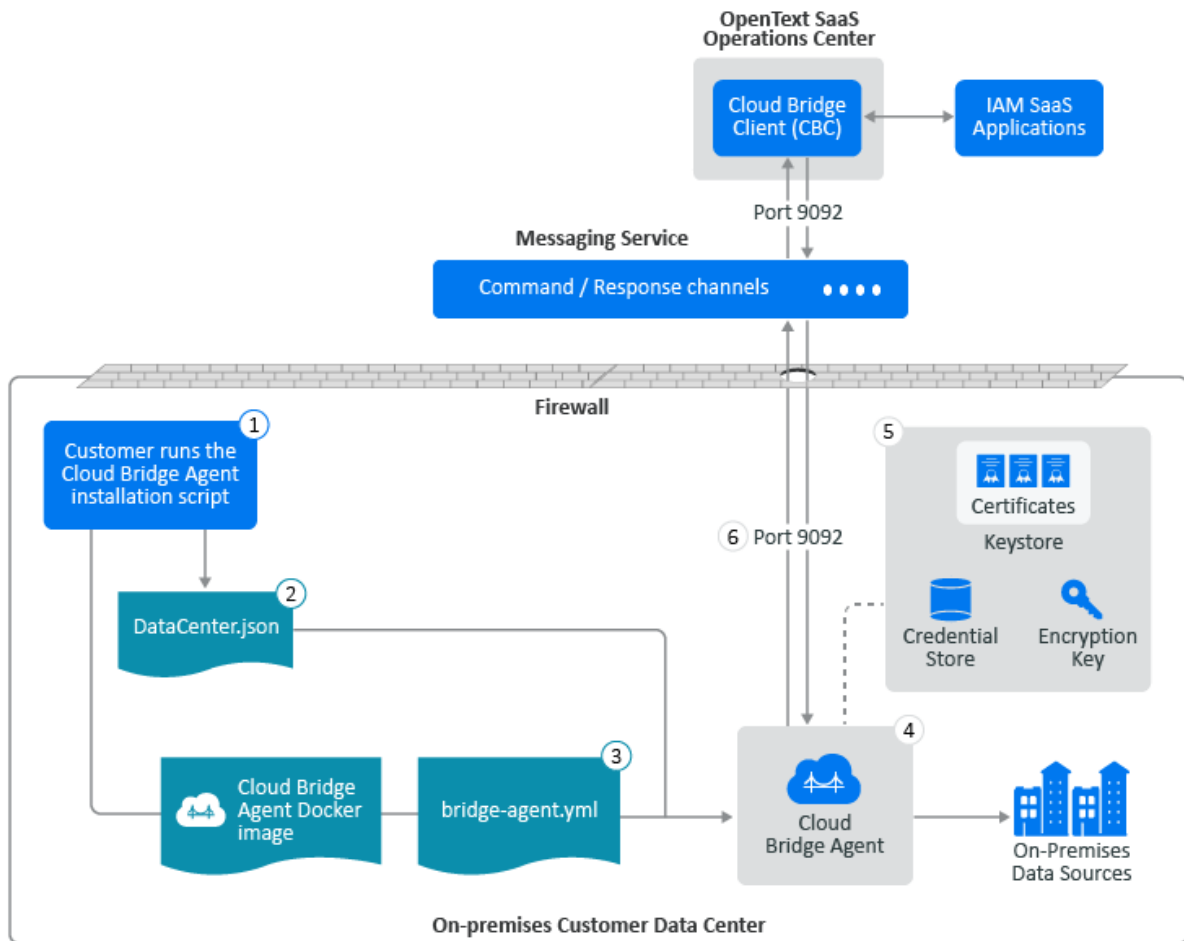 OpenText SaaS
Operations Center
Cloud Bridge
Client (CBC)
IAM SaaS
Applications
Port 9092
Messaging Service
Command / Response channels
Firewall
1
Customer runs the
Cloud Bridge Agent
installation script
5
Certificates
Keystore
6 Port 9092
2
DataCenter.json
Credential
Store
Encryption
Key
3
Cloud Bridge
Agent Docker
image
bridge-agent.yml
4
Cloud
Bridge Agent
On-Premises
Data Sources
On-premises Customer Data Center